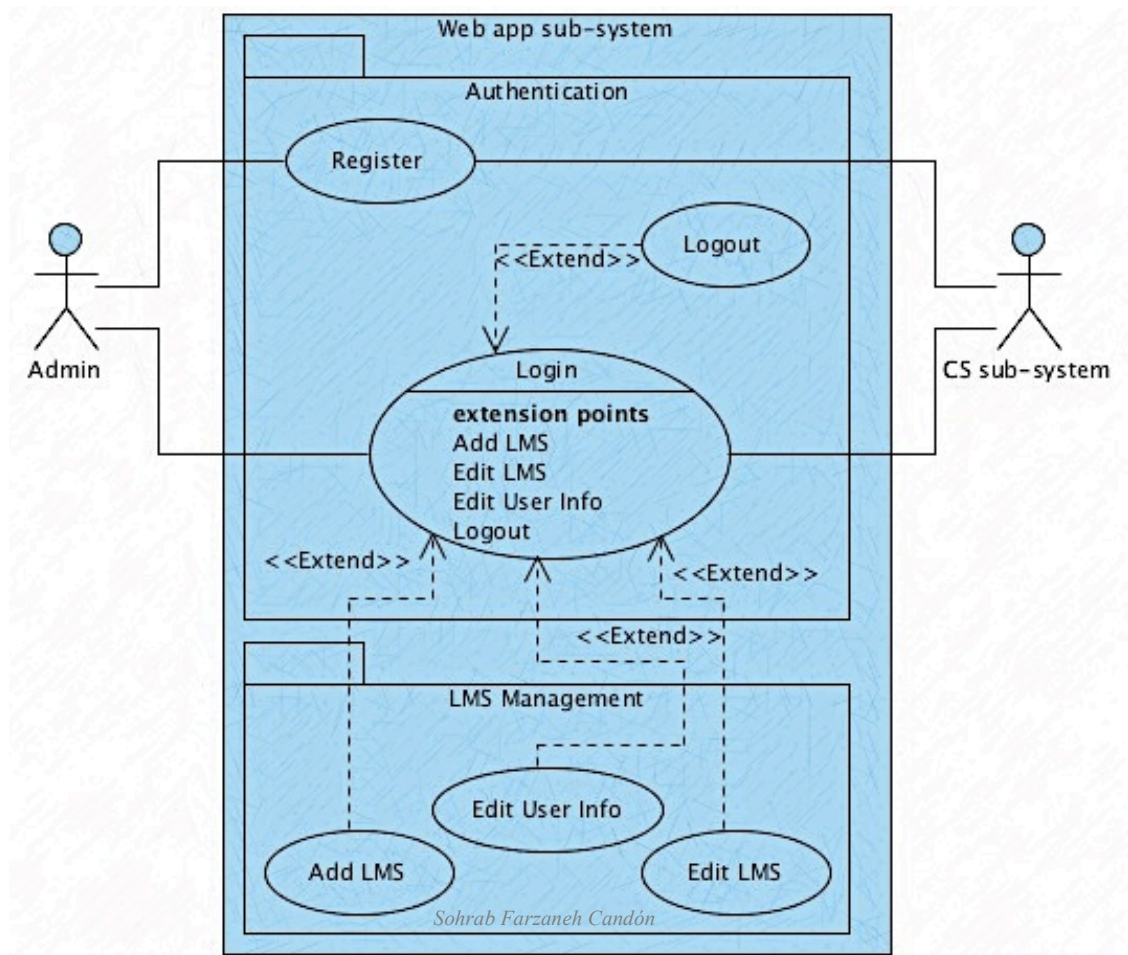 Web app sub-system
Authentication
Register
Logout
<<Extend>>
Admin
CS sub-system
Login
extension points
Add LMS
Edit LMS
Edit User Info
Logout
<<Extend>>
<<Extend>>
<<Extend>>
LMS Management
Edit User Info
Add LMS
Edit LMS
Sohrab Farzaneh Candón